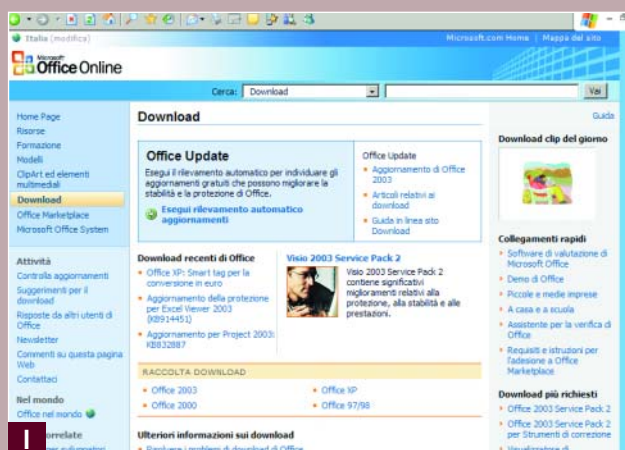 Italia (modifica)
Microsoft.com Home | Mappa del sito
Microsoft
Office Online
Cerca: Download
Vai
Home Page
Risorse
Formazione
Modelli
ClipArt ed elementi
multimediali
Download
Office Marketplace
Microsoft Office System
Attività
Controlla aggiornamenti
Suggerimenti per il
download
Risposte da altri utenti di
Office
Newsletter
Commenti su questa pagina
Web
Contattaci
Nel mondo
Office nel mondo
orrelate
I
Download
Office Update
Esegui il rilevamento automatico per individuare gli
aggiornamenti gratuiti che possono migliorare la
stabilità e la protezione di Office.
Esegui rilevamento automatico
aggiornamenti
Office Update
Aggiornamento di Office
2003
Articoli relativi ai
download
Guida in linea sito
Download
Download recenti di Office
Office XP: Smart tag per la
conversione in euro
Aggiornamento della protezione
per Excel Viewer 2003
(KB914451)
Aggiornamento per Project 2003:
KB832887
Visio 2003 Service Pack 2
Visio 2003 Service Pack 2
contiene significativi
miglioramenti relativi alla
protezione, alla stabilità e alle
prestazioni.
RACCOLTA DOWNLOAD
Office 2003
Office XP
Office 2000
Office 97/98
Ulteriori informazioni sui download
Guida
Download clip del giorno
Collegamenti rapidi
Software di valutazione di
Microsoft Office
Demo di Office
Piccole e medie imprese
A casa e a scuola
Assistente per la verifica di
Office
Requisiti e istruzioni per
l'adesione a Office
Marketplace
Download più richiesti
Office 2003 Service Pack 2
Office 2003 Service Pack 2
per Strumenti di correzione